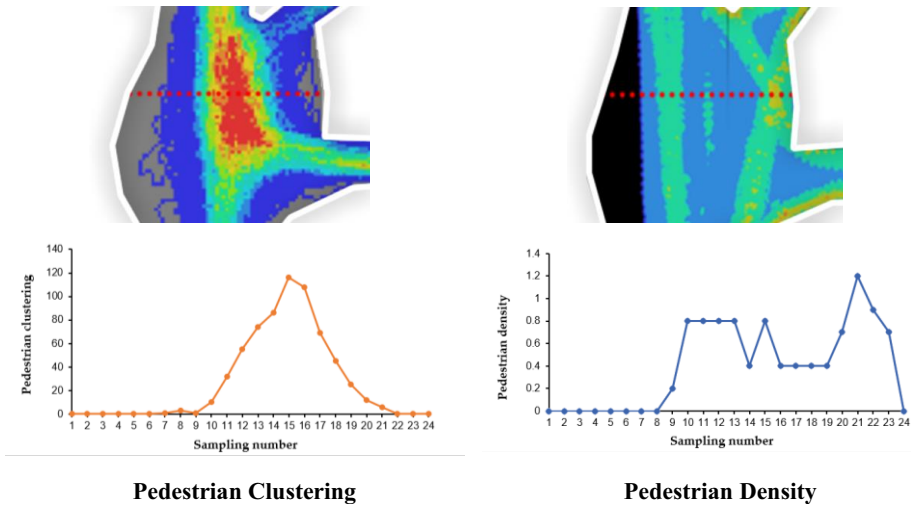 140
120
100
80
60
40
20
0
Pedestrian clustering
1 2 3 4 5 6 7 8 9 10 11 12 13 14 15 16 17 18 19 20 21 22 23 24
Sampling number
1.4
1.2
1
0.8
0.6
0.4
0.2
0
Pedestrian density
1 2 3 4 5 6 7 8 9 10 11 12 13 14 15 16 17 18 19 20 21 22 23 24
Sampling number
Pedestrian Clustering
Pedestrian Density